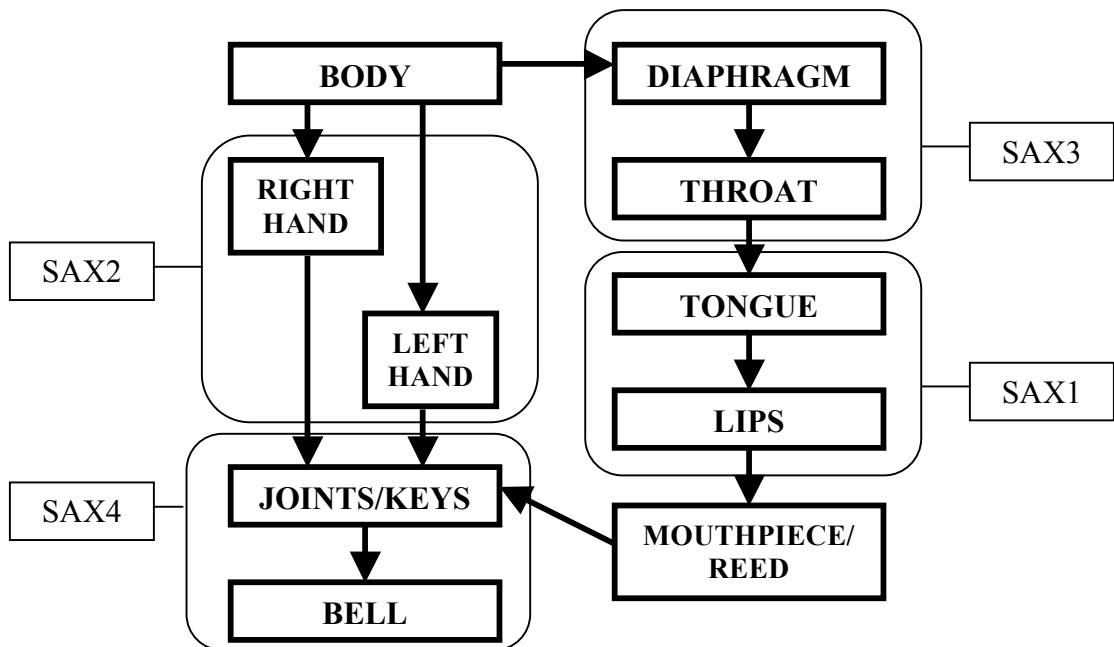 BODY
DIAPHRAGM
SAX3
RIGHT
HAND
THROAT
SAX2
TONGUE
LEFT
HAND
SAX1
LIPS
JOINTS/KEYS
SAX4
MOUTHPIECE/
REED
BELL